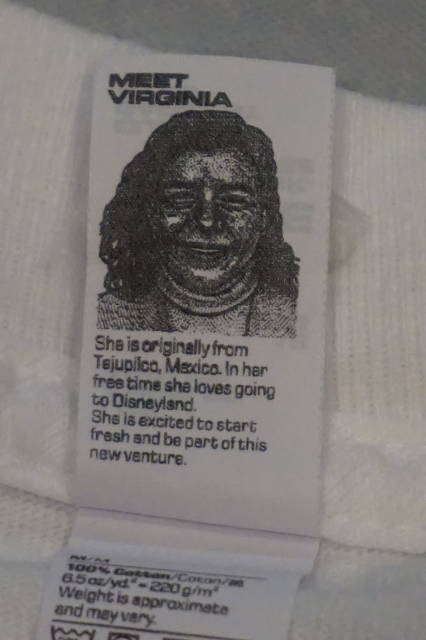 MEET
VIRGINIA
She is originally from
Tejupilco, Mexico. In her
free time she loves going
to Disneyland.
She is excited to start
fresh and be part of this
new venture.
M/M
100% Cotton/Coton/
6.5 oz/yd.² = 220 g/m²
Weight is approximate
and may vary.